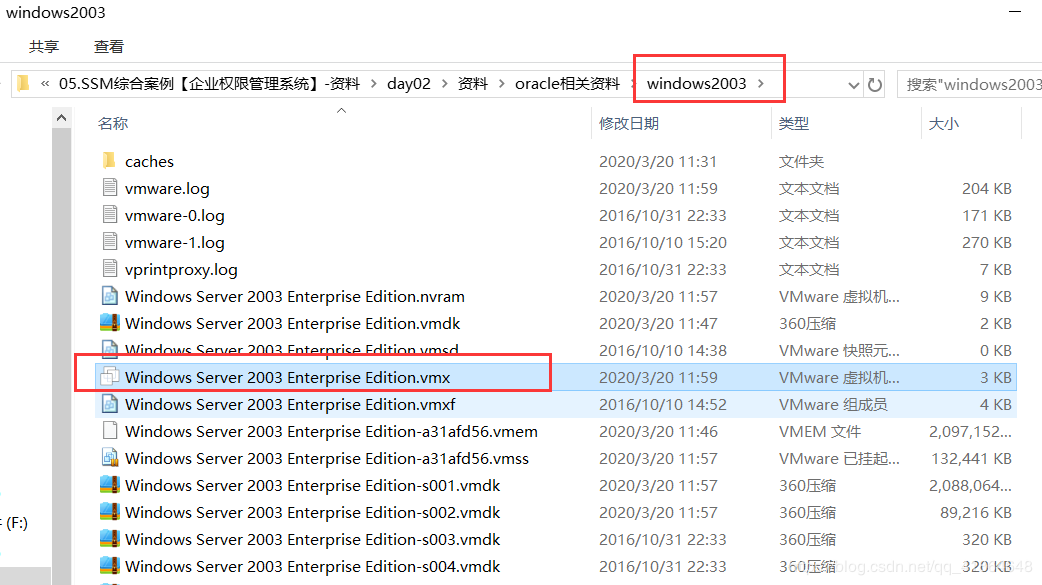 windows2003
共享 查看
« 05.SSM综合案例【企业权限管理系统】-资料 > day02 > 资料 > oracle相关资料 > windows2003 > 搜索"windows2003
名称 修改日期 类型 大小
caches 2020/3/20 11:31 文件夹
vmware.log 2020/3/20 11:59 文本文档 204 KB
vmware-0.log 2016/10/31 22:33 文本文档 171 KB
vmware-1.log 2016/10/10 15:20 文本文档 270 KB
vprintproxy.log 2016/10/31 22:33 文本文档 7 KB
Windows Server 2003 Enterprise Edition.nvram 2020/3/20 11:57 VMware 虚拟机... 9 KB
Windows Server 2003 Enterprise Edition.vmdk 2020/3/20 11:47 360压缩 2 KB
Windows Server 2003 Enterprise Edition.vmsd 2016/10/10 14:38 VMware 快照元... 0 KB
Windows Server 2003 Enterprise Edition.vmx 2020/3/20 11:59 VMware 虚拟机... 3 KB
Windows Server 2003 Enterprise Edition.vmxf 2016/10/10 14:52 VMware 组成员 4 KB
Windows Server 2003 Enterprise Edition-a31afd56.vmem 2020/3/20 11:46 VMEM 文件 2,097,152...
Windows Server 2003 Enterprise Edition-a31afd56.vmss 2020/3/20 11:57 VMware 已挂起... 132,441 KB
Windows Server 2003 Enterprise Edition-s001.vmdk 2020/3/20 11:57 360压缩 2,088,064...
Windows Server 2003 Enterprise Edition-s002.vmdk 2020/3/20 11:57 360压缩 89,216 KB
(F:)
Windows Server 2003 Enterprise Edition-s003.vmdk 2016/10/31 22:33 360压缩 320 KB
Windows Server 2003 Enterprise Edition-s004.vmdk 2016/10/31 22:33 360压缩 320 KB